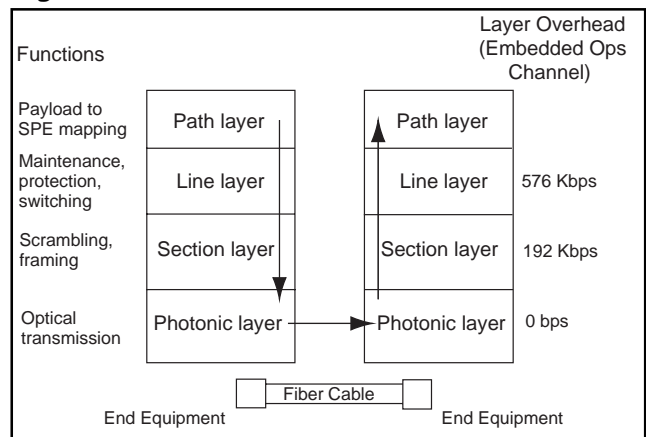 Layer Overhead
(Embedded Ops
Channel)
Functions
Payload to
SPE mapping
Path layer
Path layer
Maintenance,
protection,
switching
Line layer
Line layer
576 Kbps
Scrambling,
framing
Section layer
Section layer
192 Kbps
Optical
transmission
Photonic layer
Photonic layer
0 bps
Fiber Cable
End Equipment
End Equipment